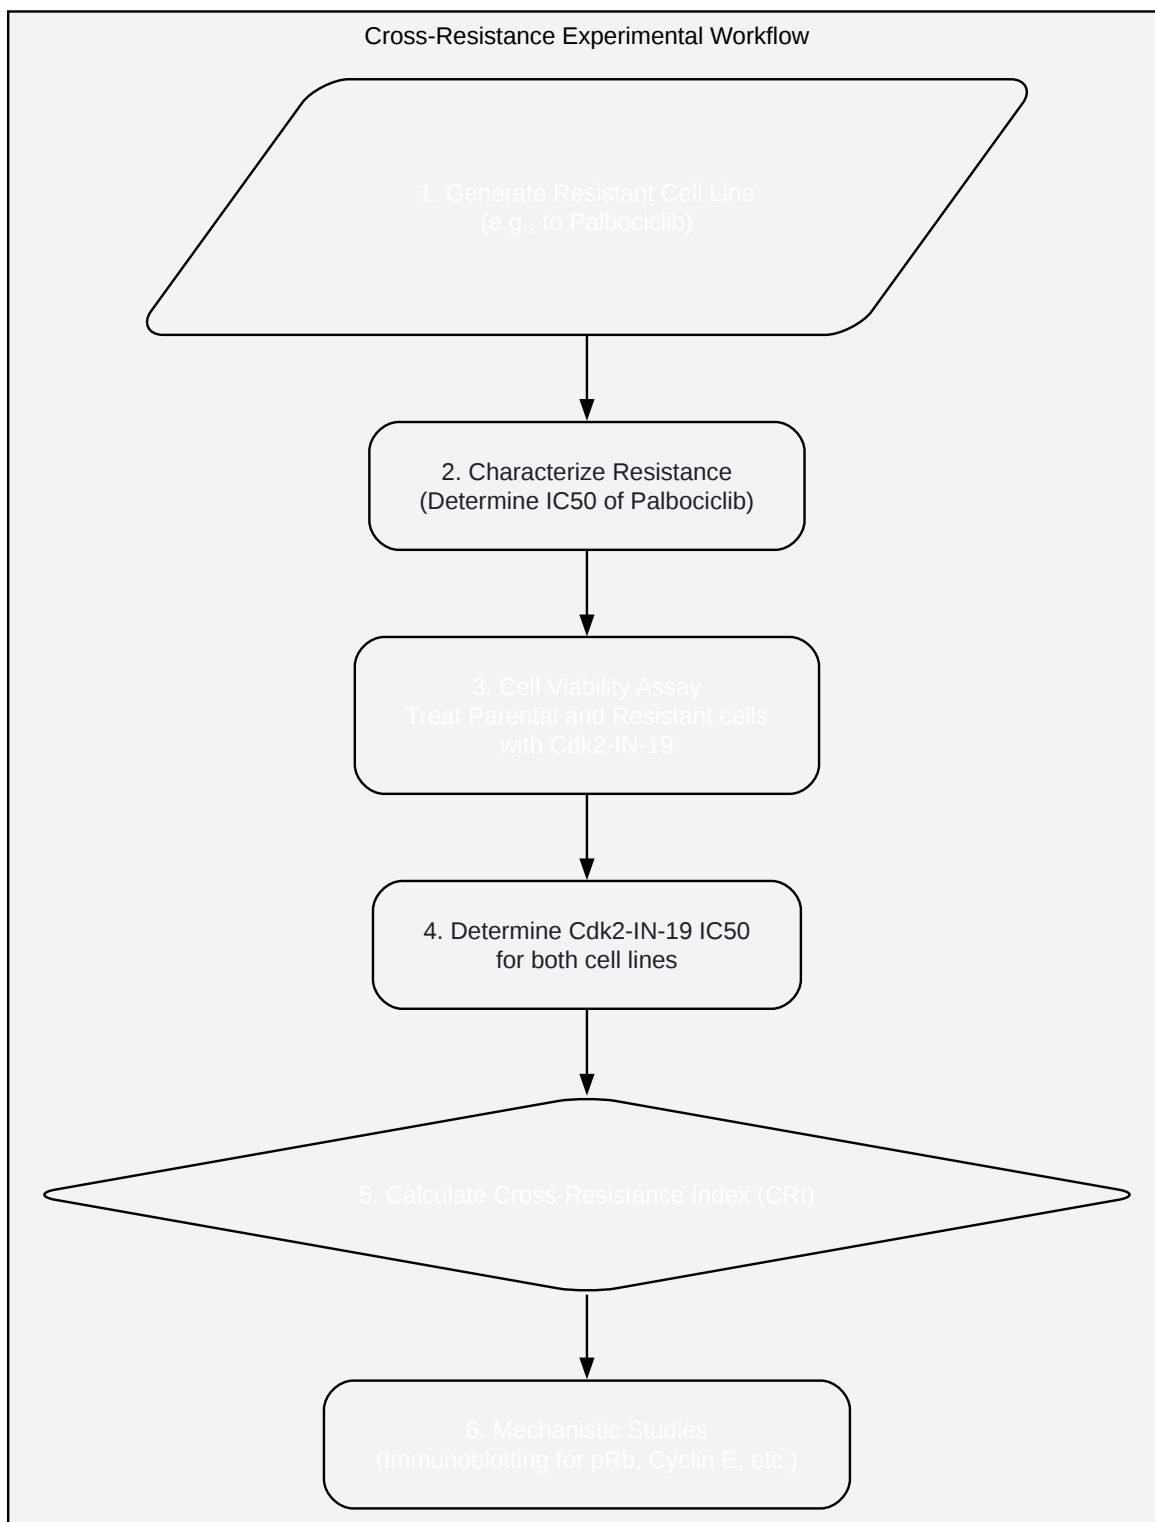 Cross-Resistance Experimental Workflow
1. Generate Resistant Cell Line
(e.g., to Palbociclib)
2. Characterize Resistance
(Determine IC50 of Palbociclib)
3. Cell Viability Assay
Treat Parental and Resistant cells
with Cdk2-IN-19
4. Determine Cdk2-IN-19 IC50
for both cell lines
5. Calculate Cross-Resistance Index (CRI)
6. Mechanistic Studies
(Immunoblotting for pRb, Cyclin E, etc.)